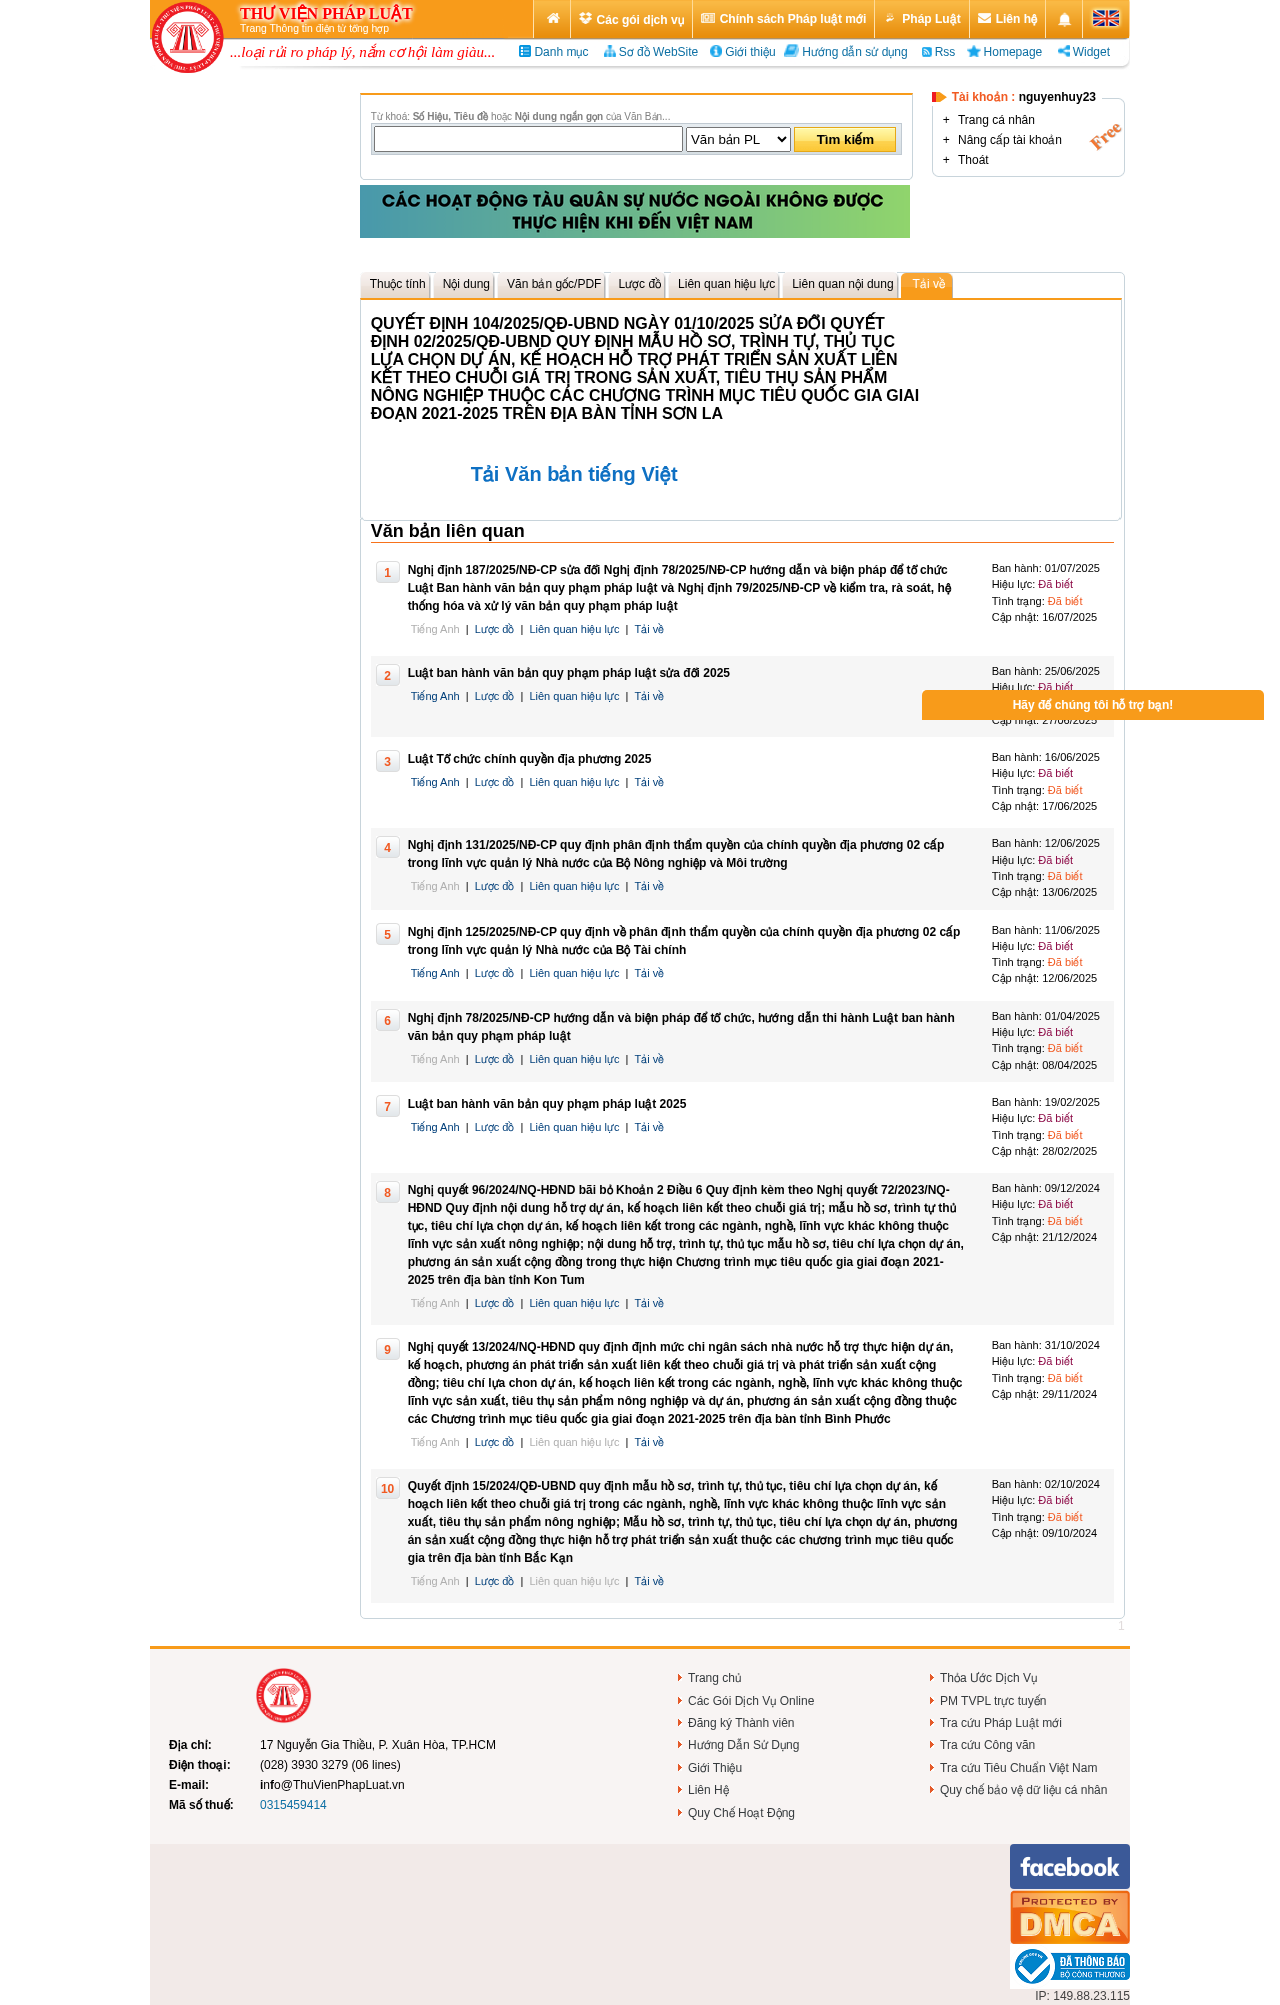 THƯ VIỆN PHÁP LUẬT
Trang Thông tin điện tử tổng hợp
Các gói dịch vụ
Chính sách Pháp luật mới
Pháp Luật
Liên hệ
...loại rủi ro pháp lý, nắm cơ hội làm giàu...
Danh mục
Sơ đồ WebSite
Giới thiệu
Hướng dẫn sử dụng
Rss
Homepage
Widget
Từ khoá: Số Hiệu, Tiêu đề hoặc Nội dung ngắn gọn của Văn Bản...
Văn bản PL
Tìm kiếm
Tài khoản : nguyenhuy23
+ Trang cá nhân
+ Nâng cấp tài khoản
+ Thoát
Free
CÁC HOẠT ĐỘNG TÀU QUÂN SỰ NƯỚC NGOÀI KHÔNG ĐƯỢC
THỰC HIỆN KHI ĐẾN VIỆT NAM
Thuộc tính
Nội dung
Văn bản gốc/PDF
Lược đồ
Liên quan hiệu lực
Liên quan nội dung
Tải về
QUYẾT ĐỊNH 104/2025/QĐ-UBND NGÀY 01/10/2025 SỬA ĐỔI QUYẾT
ĐỊNH 02/2025/QĐ-UBND QUY ĐỊNH MẪU HỒ SƠ, TRÌNH TỰ, THỦ TỤC
LỰA CHỌN DỰ ÁN, KẾ HOẠCH HỖ TRỢ PHÁT TRIỂN SẢN XUẤT LIÊN
KẾT THEO CHUỖI GIÁ TRỊ TRONG SẢN XUẤT, TIÊU THỤ SẢN PHẨM
NÔNG NGHIỆP THUỘC CÁC CHƯƠNG TRÌNH MỤC TIÊU QUỐC GIA GIAI
ĐOẠN 2021-2025 TRÊN ĐỊA BÀN TỈNH SƠN LA
Tải Văn bản tiếng Việt
Văn bản liên quan
1
Nghị định 187/2025/NĐ-CP sửa đổi Nghị định 78/2025/NĐ-CP hướng dẫn và biện pháp để tổ chức
Luật Ban hành văn bản quy phạm pháp luật và Nghị định 79/2025/NĐ-CP về kiểm tra, rà soát, hệ
thống hóa và xử lý văn bản quy phạm pháp luật
Tiếng Anh | Lược đồ | Liên quan hiệu lực | Tải về
Ban hành: 01/07/2025
Hiệu lực: Đã biết
Tình trạng: Đã biết
Cập nhật: 16/07/2025
2
Luật ban hành văn bản quy phạm pháp luật sửa đổi 2025
Tiếng Anh | Lược đồ | Liên quan hiệu lực | Tải về
Ban hành: 25/06/2025
Hiệu lực: Đã biết
Hãy để chúng tôi hỗ trợ bạn!
Cập nhật: 27/06/2025
3
Luật Tổ chức chính quyền địa phương 2025
Tiếng Anh | Lược đồ | Liên quan hiệu lực | Tải về
Ban hành: 16/06/2025
Hiệu lực: Đã biết
Tình trạng: Đã biết
Cập nhật: 17/06/2025
4
Nghị định 131/2025/NĐ-CP quy định phân định thẩm quyền của chính quyền địa phương 02 cấp
trong lĩnh vực quản lý Nhà nước của Bộ Nông nghiệp và Môi trường
Tiếng Anh | Lược đồ | Liên quan hiệu lực | Tải về
Ban hành: 12/06/2025
Hiệu lực: Đã biết
Tình trạng: Đã biết
Cập nhật: 13/06/2025
5
Nghị định 125/2025/NĐ-CP quy định về phân định thẩm quyền của chính quyền địa phương 02 cấp
trong lĩnh vực quản lý Nhà nước của Bộ Tài chính
Tiếng Anh | Lược đồ | Liên quan hiệu lực | Tải về
Ban hành: 11/06/2025
Hiệu lực: Đã biết
Tình trạng: Đã biết
Cập nhật: 12/06/2025
6
Nghị định 78/2025/NĐ-CP hướng dẫn và biện pháp để tổ chức, hướng dẫn thi hành Luật ban hành
văn bản quy phạm pháp luật
Tiếng Anh | Lược đồ | Liên quan hiệu lực | Tải về
Ban hành: 01/04/2025
Hiệu lực: Đã biết
Tình trạng: Đã biết
Cập nhật: 08/04/2025
7
Luật ban hành văn bản quy phạm pháp luật 2025
Tiếng Anh | Lược đồ | Liên quan hiệu lực | Tải về
Ban hành: 19/02/2025
Hiệu lực: Đã biết
Tình trạng: Đã biết
Cập nhật: 28/02/2025
8
Nghị quyết 96/2024/NQ-HĐND bãi bỏ Khoản 2 Điều 6 Quy định kèm theo Nghị quyết 72/2023/NQ-
HĐND Quy định nội dung hỗ trợ dự án, kế hoạch liên kết theo chuỗi giá trị; mẫu hồ sơ, trình tự thủ
tục, tiêu chí lựa chọn dự án, kế hoạch liên kết trong các ngành, nghề, lĩnh vực khác không thuộc
lĩnh vực sản xuất nông nghiệp; nội dung hỗ trợ, trình tự, thủ tục mẫu hồ sơ, tiêu chí lựa chọn dự án,
phương án sản xuất cộng đồng trong thực hiện Chương trình mục tiêu quốc gia giai đoạn 2021-
2025 trên địa bàn tỉnh Kon Tum
Tiếng Anh | Lược đồ | Liên quan hiệu lực | Tải về
Ban hành: 09/12/2024
Hiệu lực: Đã biết
Tình trạng: Đã biết
Cập nhật: 21/12/2024
9
Nghị quyết 13/2024/NQ-HĐND quy định định mức chi ngân sách nhà nước hỗ trợ thực hiện dự án,
kế hoạch, phương án phát triển sản xuất liên kết theo chuỗi giá trị và phát triển sản xuất cộng
đồng; tiêu chí lựa chon dự án, kế hoạch liên kết trong các ngành, nghề, lĩnh vực khác không thuộc
lĩnh vực sản xuất, tiêu thụ sản phẩm nông nghiệp và dự án, phương án sản xuất cộng đồng thuộc
các Chương trình mục tiêu quốc gia giai đoạn 2021-2025 trên địa bàn tỉnh Bình Phước
Tiếng Anh | Lược đồ | Liên quan hiệu lực | Tải về
Ban hành: 31/10/2024
Hiệu lực: Đã biết
Tình trạng: Đã biết
Cập nhật: 29/11/2024
10
Quyết định 15/2024/QĐ-UBND quy định mẫu hồ sơ, trình tự, thủ tục, tiêu chí lựa chọn dự án, kế
hoạch liên kết theo chuỗi giá trị trong các ngành, nghề, lĩnh vực khác không thuộc lĩnh vực sản
xuất, tiêu thụ sản phẩm nông nghiệp; Mẫu hồ sơ, trình tự, thủ tục, tiêu chí lựa chọn dự án, phương
án sản xuất cộng đồng thực hiện hỗ trợ phát triển sản xuất thuộc các chương trình mục tiêu quốc
gia trên địa bàn tỉnh Bắc Kạn
Tiếng Anh | Lược đồ | Liên quan hiệu lực | Tải về
Ban hành: 02/10/2024
Hiệu lực: Đã biết
Tình trạng: Đã biết
Cập nhật: 09/10/2024
1
Địa chỉ: 17 Nguyễn Gia Thiều, P. Xuân Hòa, TP.HCM
Điện thoại: (028) 3930 3279 (06 lines)
E-mail: info@ThuVienPhapLuat.vn
Mã số thuế: 0315459414
Trang chủ
Các Gói Dịch Vụ Online
Đăng ký Thành viên
Hướng Dẫn Sử Dụng
Giới Thiệu
Liên Hệ
Quy Chế Hoạt Động
Thỏa Ước Dịch Vụ
PM TVPL trực tuyến
Tra cứu Pháp Luật mới
Tra cứu Công văn
Tra cứu Tiêu Chuẩn Việt Nam
Quy chế bảo vệ dữ liệu cá nhân
facebook
PROTECTED BY
DMCA
ĐÃ THÔNG BÁO
BỘ CÔNG THƯƠNG
IP: 149.88.23.115